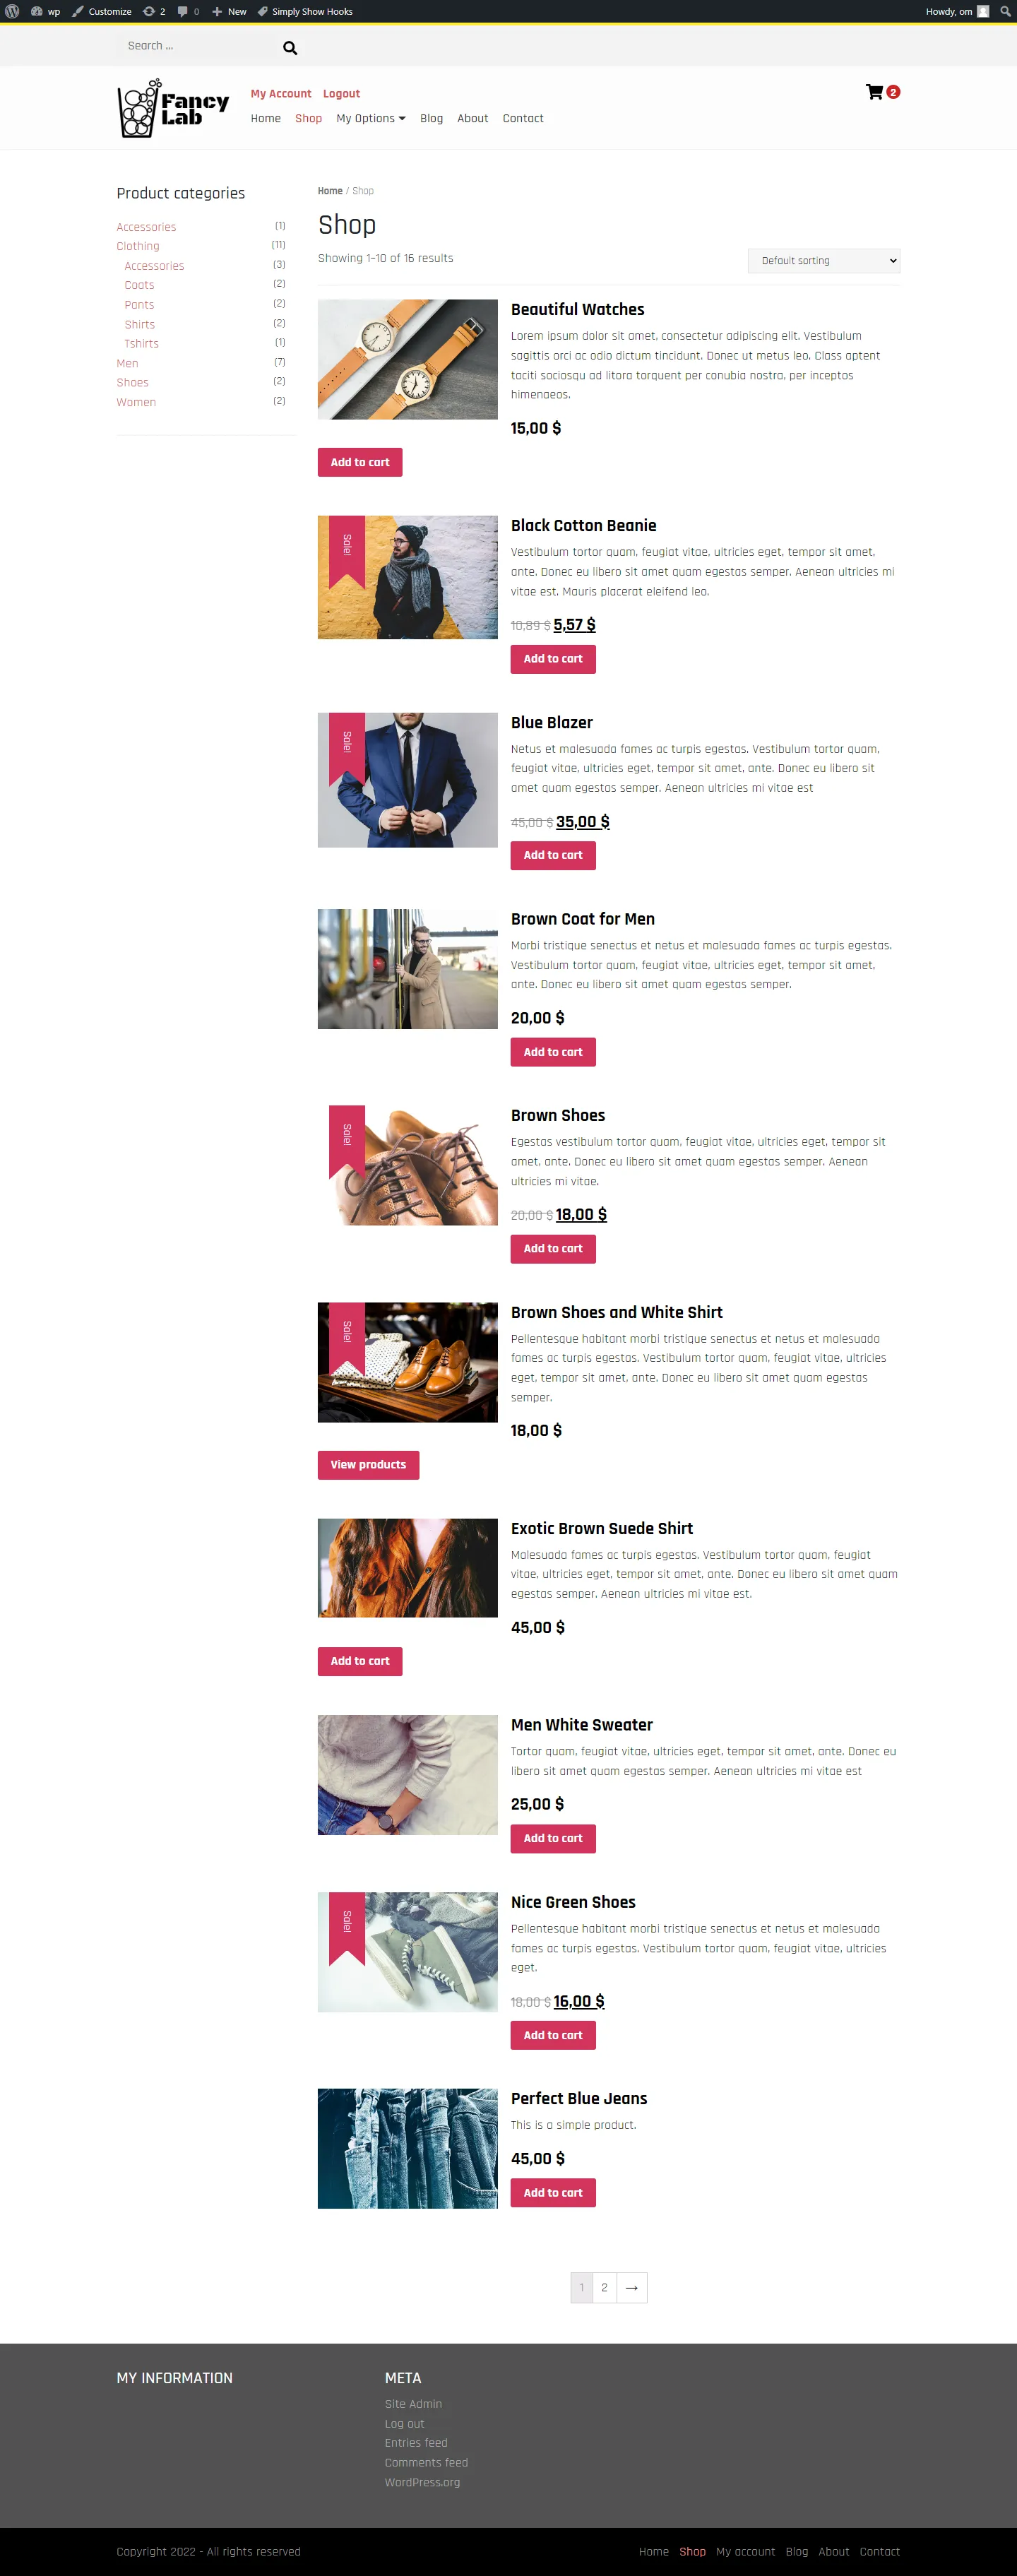 wp Customize 2 0 New Simply Show Hooks Howdy, om
Search ...
Fancy
Lab
My Account Logout
2
Home Shop My Options Blog About Contact
Product categories
Accessories (1)
Clothing (11)
Accessories (3)
Coats (2)
Pants (2)
Shirts (2)
Tshirts (1)
Men (7)
Shoes (2)
Women (2)
Home / Shop
Shop
Showing 1–10 of 16 results
Default sorting
Beautiful Watches
Lorem ipsum dolor sit amet, consectetur adipiscing elit. Vestibulum
sagittis orci ac odio dictum tincidunt. Donec ut metus leo. Class aptent
taciti sociosqu ad litora torquent per conubia nostra, per inceptos
himenaeos.
15,00 $
Add to cart
Sale!
Black Cotton Beanie
Vestibulum tortor quam, feugiat vitae, ultricies eget, tempor sit amet,
ante. Donec eu libero sit amet quam egestas semper. Aenean ultricies mi
vitae est. Mauris placerat eleifend leo.
10,89 $ 5,57 $
Add to cart
Sale!
Blue Blazer
Netus et malesuada fames ac turpis egestas. Vestibulum tortor quam,
feugiat vitae, ultricies eget, tempor sit amet, ante. Donec eu libero sit
amet quam egestas semper. Aenean ultricies mi vitae est
45,00 $ 35,00 $
Add to cart
Brown Coat for Men
Morbi tristique senectus et netus et malesuada fames ac turpis egestas.
Vestibulum tortor quam, feugiat vitae, ultricies eget, tempor sit amet,
ante. Donec eu libero sit amet quam egestas semper.
20,00 $
Add to cart
Sale!
Brown Shoes
Egestas vestibulum tortor quam, feugiat vitae, ultricies eget, tempor sit
amet, ante. Donec eu libero sit amet quam egestas semper. Aenean
ultricies mi vitae.
20,00 $ 18,00 $
Add to cart
Sale!
Brown Shoes and White Shirt
Pellentesque habitant morbi tristique senectus et netus et malesuada
fames ac turpis egestas. Vestibulum tortor quam, feugiat vitae, ultricies
eget, tempor sit amet, ante. Donec eu libero sit amet quam egestas
semper.
18,00 $
View products
Exotic Brown Suede Shirt
Malesuada fames ac turpis egestas. Vestibulum tortor quam, feugiat
vitae, ultricies eget, tempor sit amet, ante. Donec eu libero sit amet quam
egestas semper. Aenean ultricies mi vitae est.
45,00 $
Add to cart
Men White Sweater
Tortor quam, feugiat vitae, ultricies eget, tempor sit amet, ante. Donec eu
libero sit amet quam egestas semper. Aenean ultricies mi vitae est
25,00 $
Add to cart
Sale!
Nice Green Shoes
Pellentesque habitant morbi tristique senectus et netus et malesuada
fames ac turpis egestas. Vestibulum tortor quam, feugiat vitae, ultricies
eget.
18,00 $ 16,00 $
Add to cart
Perfect Blue Jeans
This is a simple product.
45,00 $
Add to cart
1 2 →
MY INFORMATION
META
Site Admin
Log out
Entries feed
Comments feed
WordPress.org
Copyright 2022 - All rights reserved
Home Shop My account Blog About Contact